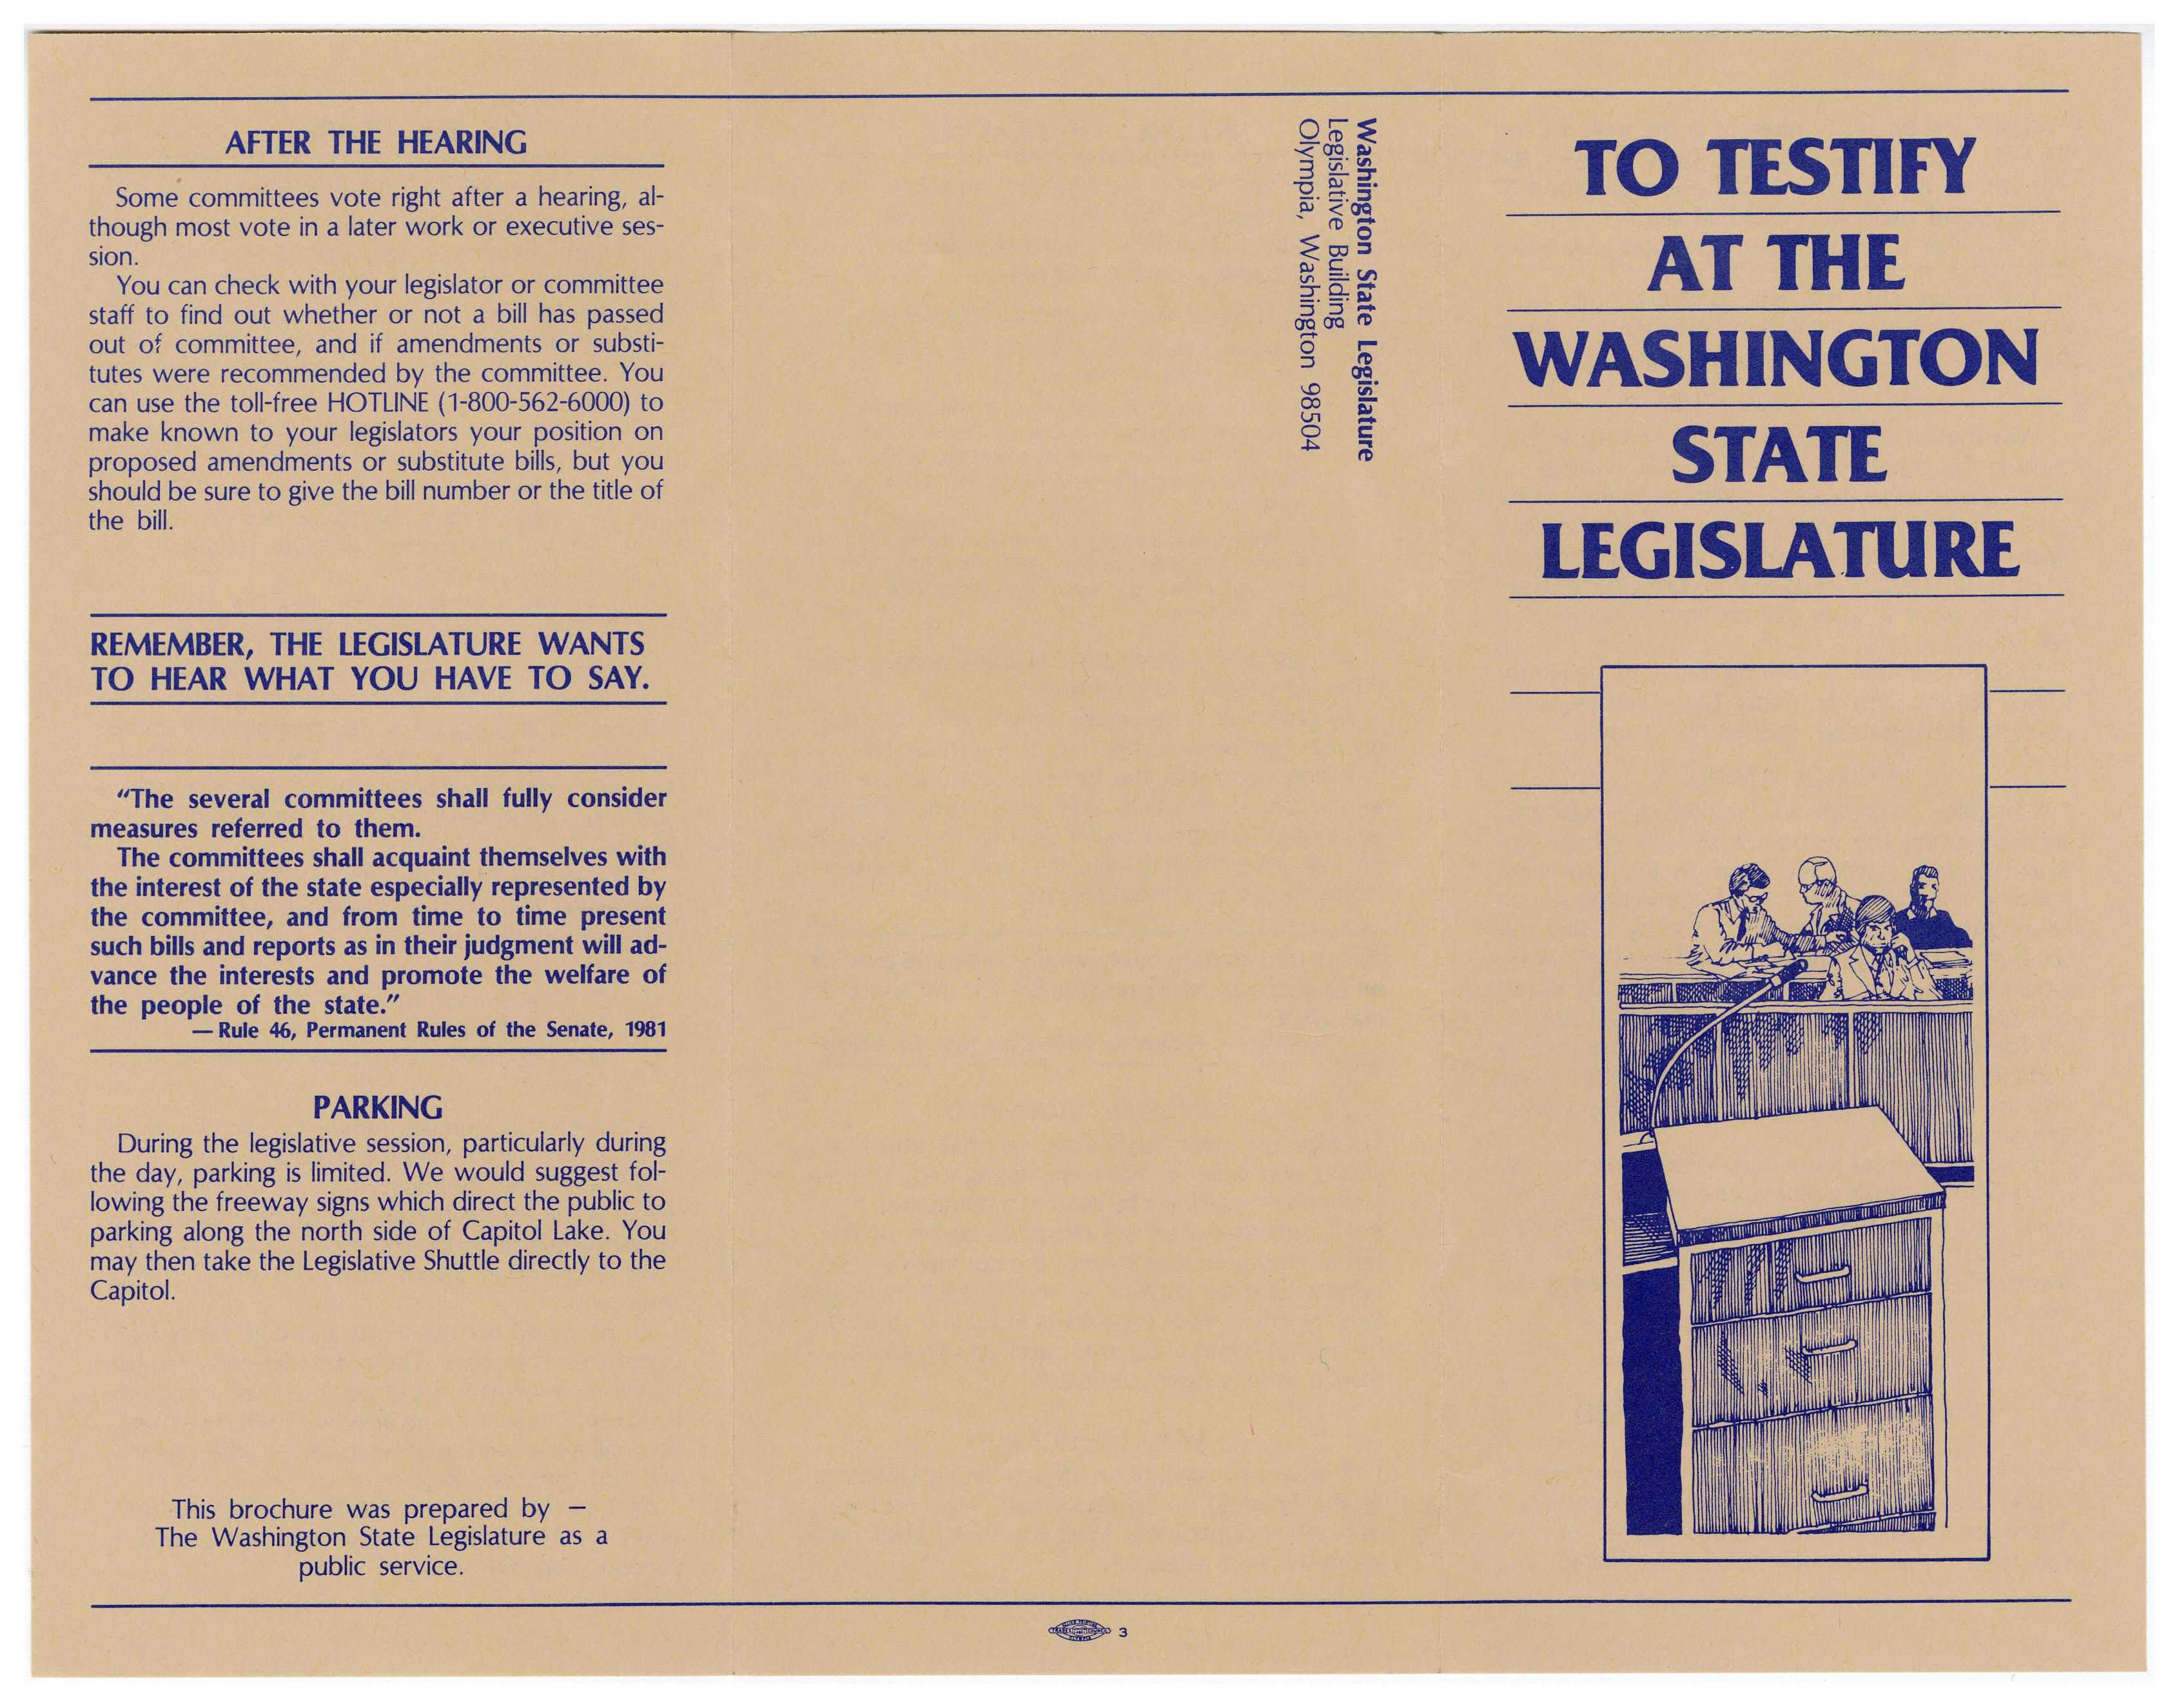 AFTER THE HEARING
Some committees vote right after a hearing, al-
though most vote in a later work or executive ses-
sion.
You can check with your legislator or committee
staff to find out whether or not a bill has passed
out of committee, and if amendments or substi-
tutes were recommended by the committee. You
can use the toll-free HOTLINE (1-800-562-6000) to
make known to your legislators your position on
proposed amendments or substitute bills, but you
should be sure to give the bill number or the title of
the bill.
REMEMBER, THE LEGISLATURE WANTS
TO HEAR WHAT YOU HAVE TO SAY.
“The several committees shall fully consider
measures referred to them.
The committees shall acquaint themselves with
the interest of the state especially represented by
the committee, and from time to time present
such bills and reports as in their judgment will ad-
vance the interests and promote the welfare of
the people of the state.”
— Rule 46, Permanent Rules of the Senate, 1981
PARKING
During the legislative session, particularly during
the day, parking is limited. We would suggest fol-
lowing the freeway signs which direct the public to
parking along the north side of Capitol Lake. You
may then take the Legislative Shuttle directly to the
Capitol.
This brochure was prepared by —
The Washington State Legislature as a
public service.
Washington State Legislature
Legislative Building
Olympia, Washington 98504
3
TO TESTIFY
AT THE
WASHINGTON
STATE
LEGISLATURE